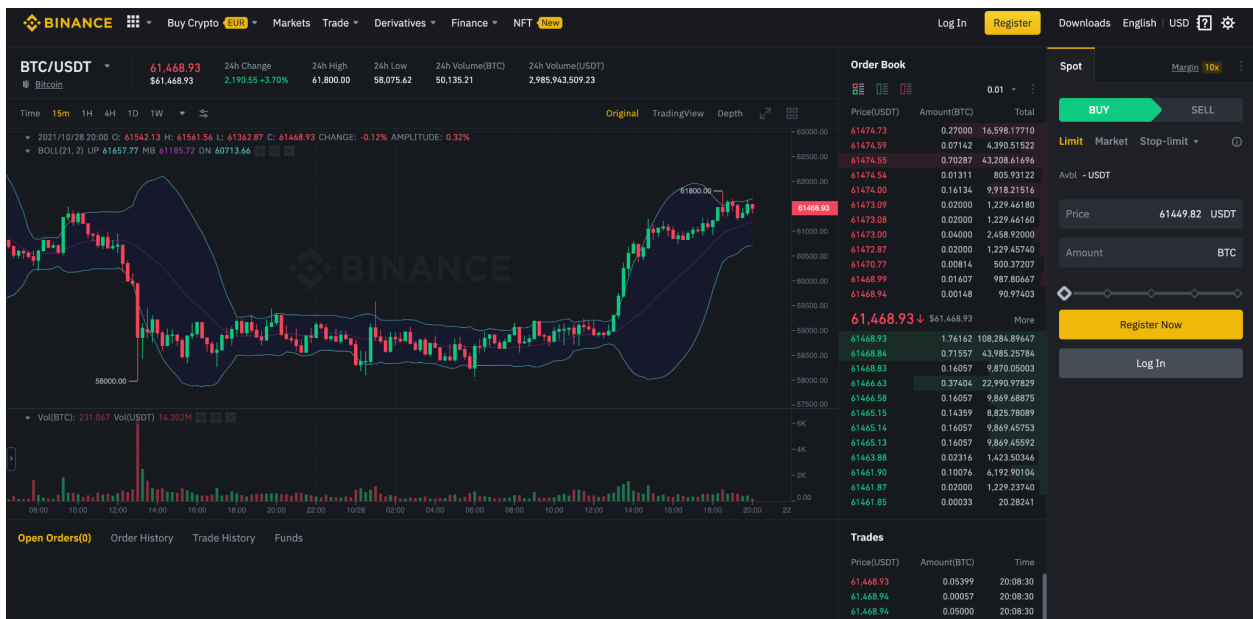 BINANCE Buy Crypto EUR Markets Trade Derivatives Finance NFT New Log In Register Downloads English USD
BTC/USDT 61,468.93 24h Change 24h High 24h Low 24h Volume(BTC) 24h Volume(USDT)
Bitcoin $61,468.93 2,190.55 +3.70% 61,800.00 58,075.62 50,135.21 2,985,943,509.23
Time 15m 1H 4H 1D 1W Original TradingView Depth
2021/10/28 20:00 O: 61542.13 H: 61561.56 L: 61362.87 C: 61468.93 CHANGE: -0.12% AMPLITUDE: 0.32%
BOLL(21, 2) UP 61657.77 MB 61185.72 DN 60713.66
63000.00
62500.00
62000.00
61800.00
61468.93
61000.00
60500.00
BINANCE
60000.00
59500.00
59000.00
58500.00
58000.00
58000.00
57500.00
Vol(BTC): 231.067 Vol(USDT) 14.202M
6K
4K
2K
0.00
08:00 10:00 12:00 14:00 16:00 18:00 20:00 22:00 10/28 02:00 04:00 06:00 08:00 10:00 12:00 14:00 16:00 18:00 20:00 22
Open Orders(0) Order History Trade History Funds
Order Book
0.01
Price(USDT) Amount(BTC) Total
61474.73 0.27000 16,598.17710
61474.59 0.07142 4,390.51522
61474.55 0.70287 43,208.61696
61474.54 0.01311 805.93122
61474.00 0.16134 9,918.21516
61473.09 0.02000 1,229.46180
61473.08 0.02000 1,229.46160
61473.00 0.04000 2,458.92000
61472.87 0.02000 1,229.45740
61470.77 0.00814 500.37207
61468.99 0.01607 987.80667
61468.94 0.00148 90.97403
61,468.93 $61,468.93 More
61468.93 1.76162 108,284.89647
61468.84 0.71557 43,985.25784
61468.83 0.16057 9,870.05003
61466.63 0.37404 22,990.97829
61466.58 0.16057 9,869.68875
61465.15 0.14359 8,825.78089
61465.14 0.16057 9,869.45753
61465.13 0.16057 9,869.45592
61463.88 0.02316 1,423.50346
61461.90 0.10076 6,192.90104
61461.87 0.02000 1,229.23740
61461.85 0.00033 20.28241
Trades
Price(USDT) Amount(BTC) Time
61,468.93 0.05399 20:08:30
61,468.94 0.00057 20:08:30
61,468.94 0.05000 20:08:30
Spot Margin 10x
BUY SELL
Limit Market Stop-limit
Avbl - USDT
Price 61449.82 USDT
Amount BTC
Register Now
Log In